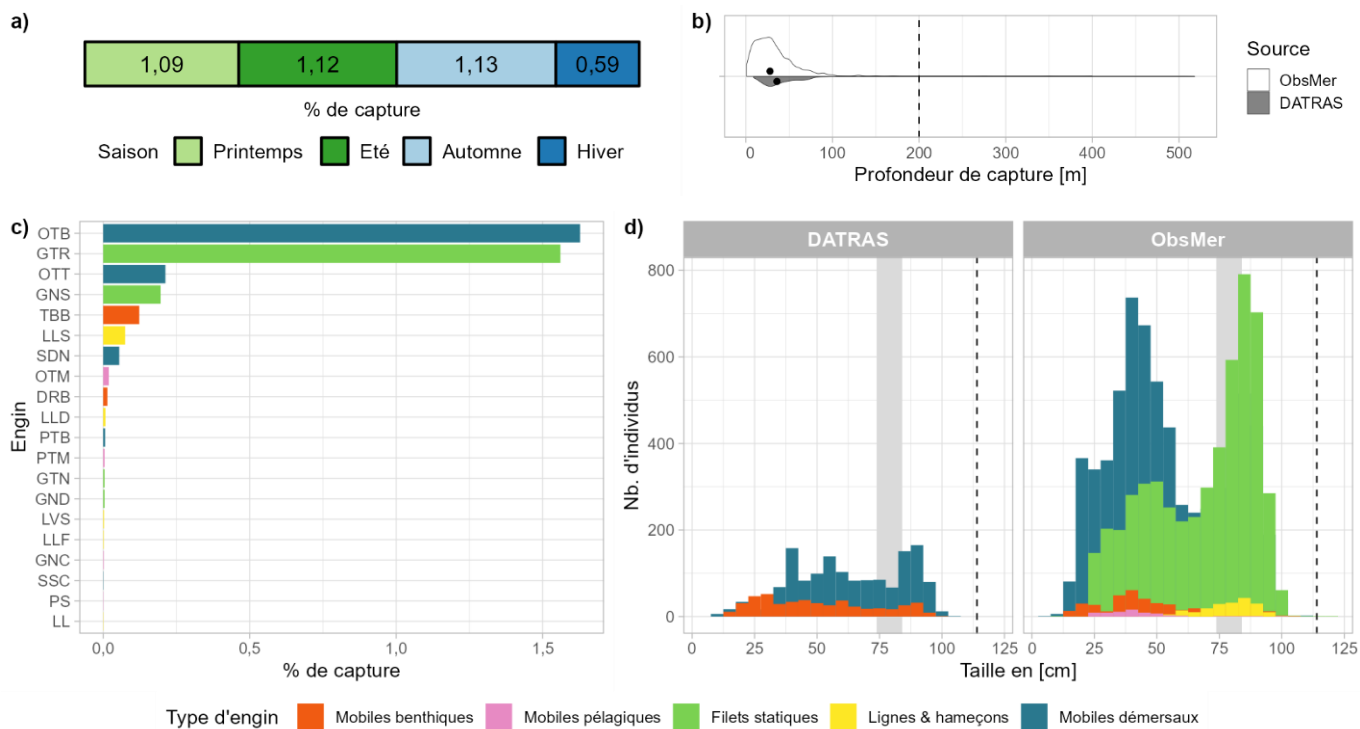 a)
1,09 1,12 1,13 0,59
% de capture
Saison Printemps Eté Automne Hiver
b)
0 100 200 300 400 500
Profondeur de capture [m]
Source
ObsMer
DATRAS
c)
Engin
OTB
GTR
OTT
GNS
TBB
LLS
SDN
OTM
DRB
LLD
PTB
PTM
GTN
GND
LVS
LLF
GNC
SSC
PS
LL
0,0 0,5 1,0 1,5
% de capture
d)
DATRAS ObsMer
Nb. d'individus
800
600
400
200
0
0 25 50 75 100 125 0 25 50 75 100 125
Taille en [cm]
Type d'engin Mobiles benthiques Mobiles pélagiques Filets statiques Lignes & hameçons Mobiles démersaux